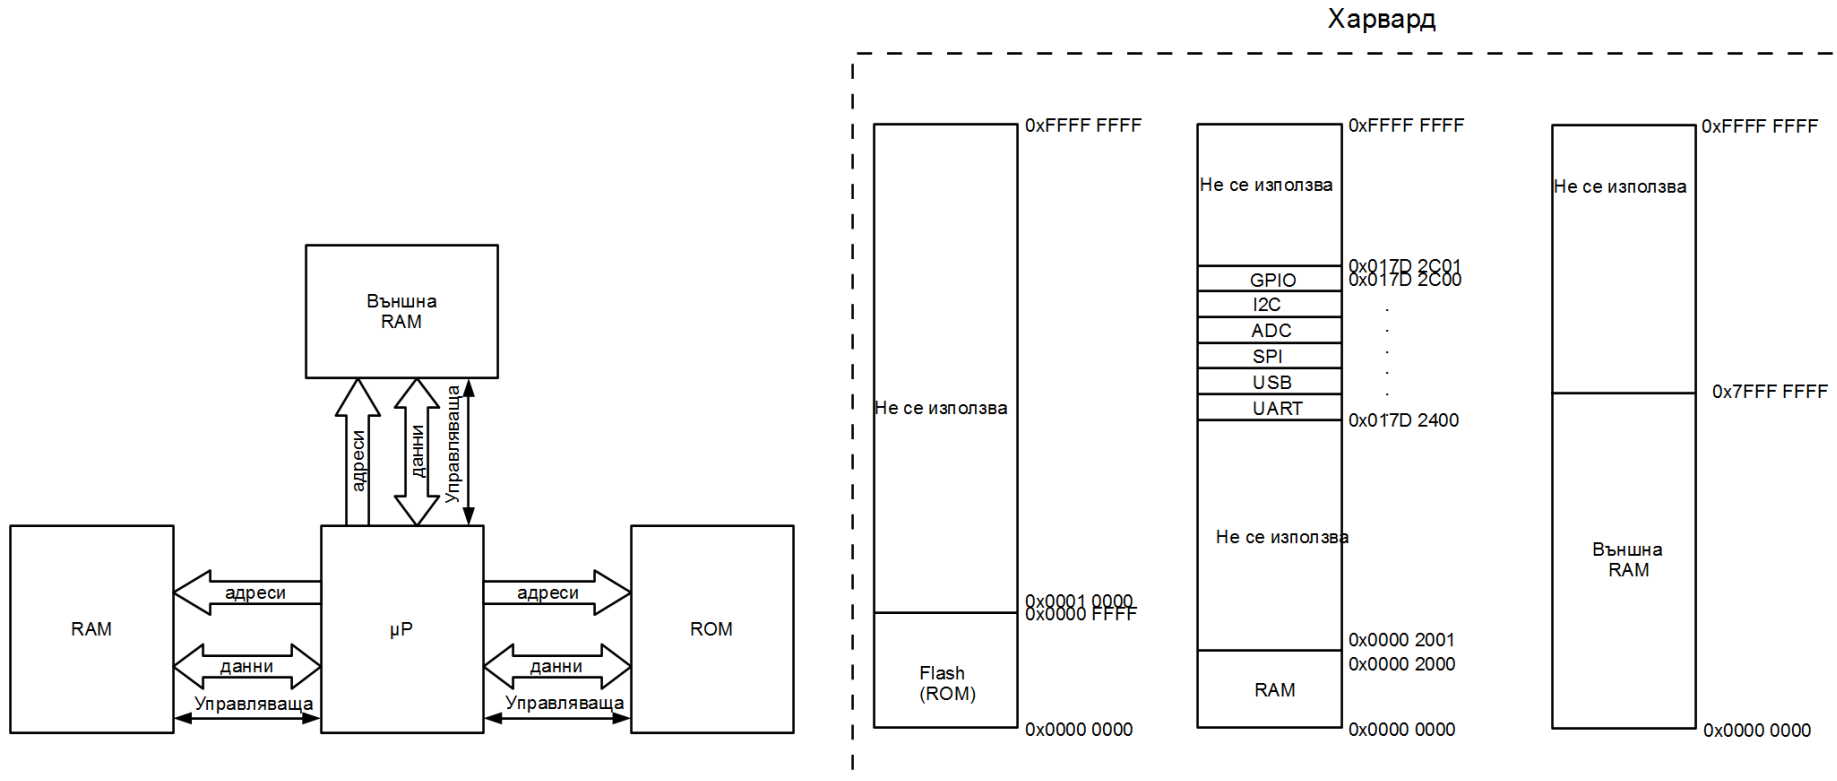 Харвард
Външна
RAM
адреси
данни
Управляваща
RAM
адреси
данни
Управляваща
μP
адреси
данни
Управляваща
ROM
0xFFFF FFFF
Не се използва
0x0001 0000
0x0000 FFFF
Flash
(ROM)
0x0000 0000
0xFFFF FFFF
Не се използва
0x017D 2C01
GPIO
0x017D 2C00
I2C
ADC
SPI
USB
UART
0x017D 2400
Не се използва
0x0000 2001
0x0000 2000
RAM
0x0000 0000
0xFFFF FFFF
Не се използва
0x7FFF FFFF
Външна
RAM
0x0000 0000